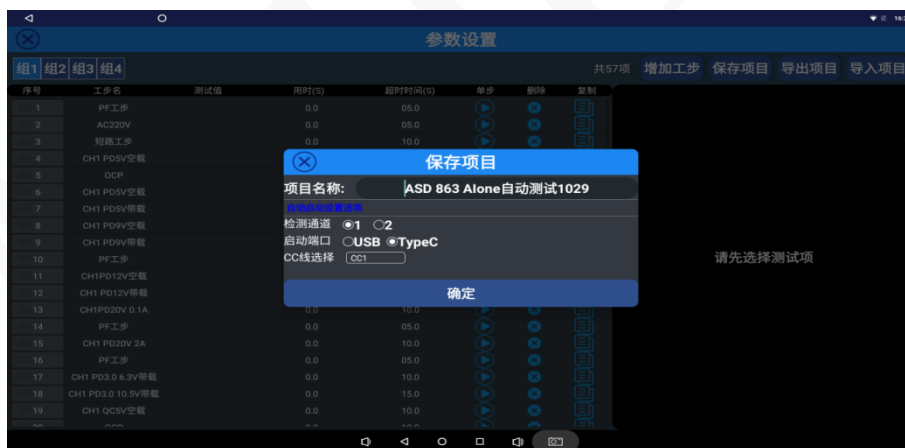 参数设置
组1 组2 组3 组4 共57项 增加工步 保存项目 导出项目 导入项目
序号 工步名 测试值 用时(S) 超时时间(S) 单步 删除 复制
1 PF工步 0.0 05.0
2 AC220V 0.0 05.0
3 短路工步 0.0 10.0
4 CH1 PD5V空载
5 OCP
6 CH1 PD5V空载
7 CH1 PD5V带载
8 CH1 PD9V空载
9 CH1 PD9V带载
10 PF工步
11 CH1PD12V空载
12 CH1 PD12V带载
13 CH1PD20V 0.1A 0.0 10.0
14 PF工步 0.0 05.0
15 CH1 PD20V 2A 0.0 10.0
16 PF工步 0.0 05.0
17 CH1 PD3.0 6.3V带载 0.0 10.0
18 CH1 PD3.0 10.5V带载 0.0 15.0
19 CH1 QC5V空载 0.0 10.0
保存项目
项目名称: ASD 863 Alone自动测试1029
自动启动设置选项
检测通道 1 2
启动端口 USB TypeC
CC线选择 CC1
确定
请先选择测试项